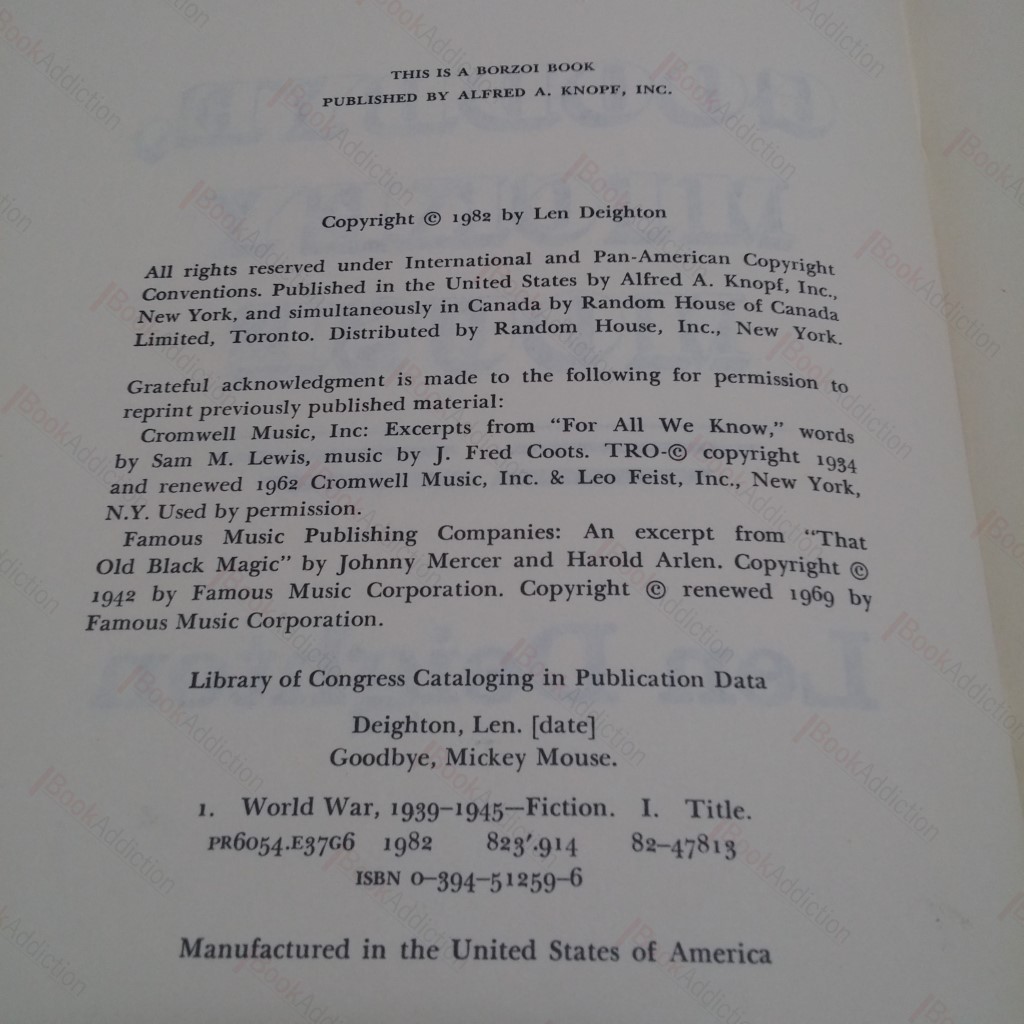 THIS IS A BORZOI BOOK
PUBLISHED BY ALFRED A. KNOPF, INC.
Copyright © 1982 by Len Deighton
All rights reserved under International and Pan-American Copyright
Conventions. Published in the United States by Alfred A. Knopf, Inc.,
New York, and simultaneously in Canada by Random House of Canada
Limited, Toronto. Distributed by Random House, Inc., New York.
Grateful acknowledgment is made to the following for permission to
reprint previously published material:
Cromwell Music, Inc: Excerpts from “For All We Know,” words
by Sam M. Lewis, music by J. Fred Coots. TRO-© copyright 1934
and renewed 1962 Cromwell Music, Inc. & Leo Feist, Inc., New York,
N.Y. Used by permission.
Famous Music Publishing Companies: An excerpt from “That
Old Black Magic” by Johnny Mercer and Harold Arlen. Copyright ©
1942 by Famous Music Corporation. Copyright © renewed 1969 by
Famous Music Corporation.
Library of Congress Cataloging in Publication Data
Deighton, Len. [date]
Goodbye, Mickey Mouse.
1. World War, 1939–1945—Fiction. I. Title.
PR6054.E37G6 1982 823'.914 82–47813
ISBN 0–394–51259–6
Manufactured in the United States of America
BookAddiction